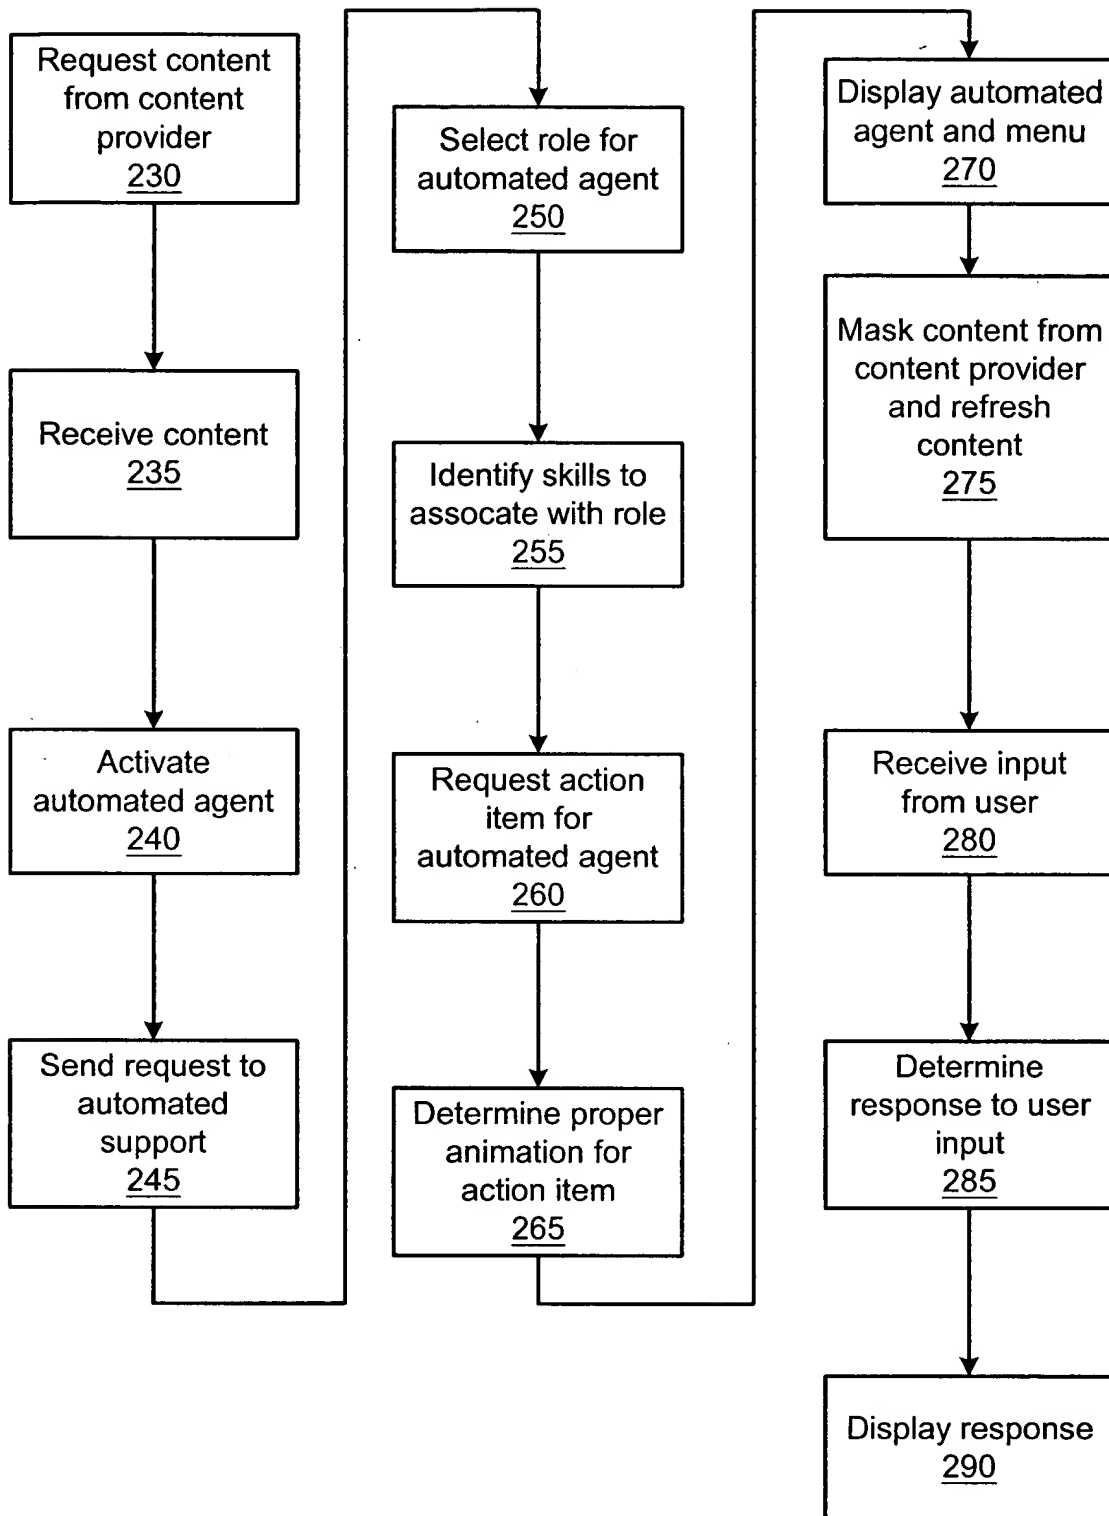 Request content
from content
provider
230
Receive content
235
Activate
automated agent
240
Send request to
automated
support
245
Select role for
automated agent
250
Identify skills to
assocate with role
255
Request action
item for
automated agent
260
Determine proper
animation for
action item
265
Display automated
agent and menu
270
Mask content from
content provider
and refresh
content
275
Receive input
from user
280
Determine
response to user
input
285
Display response
290